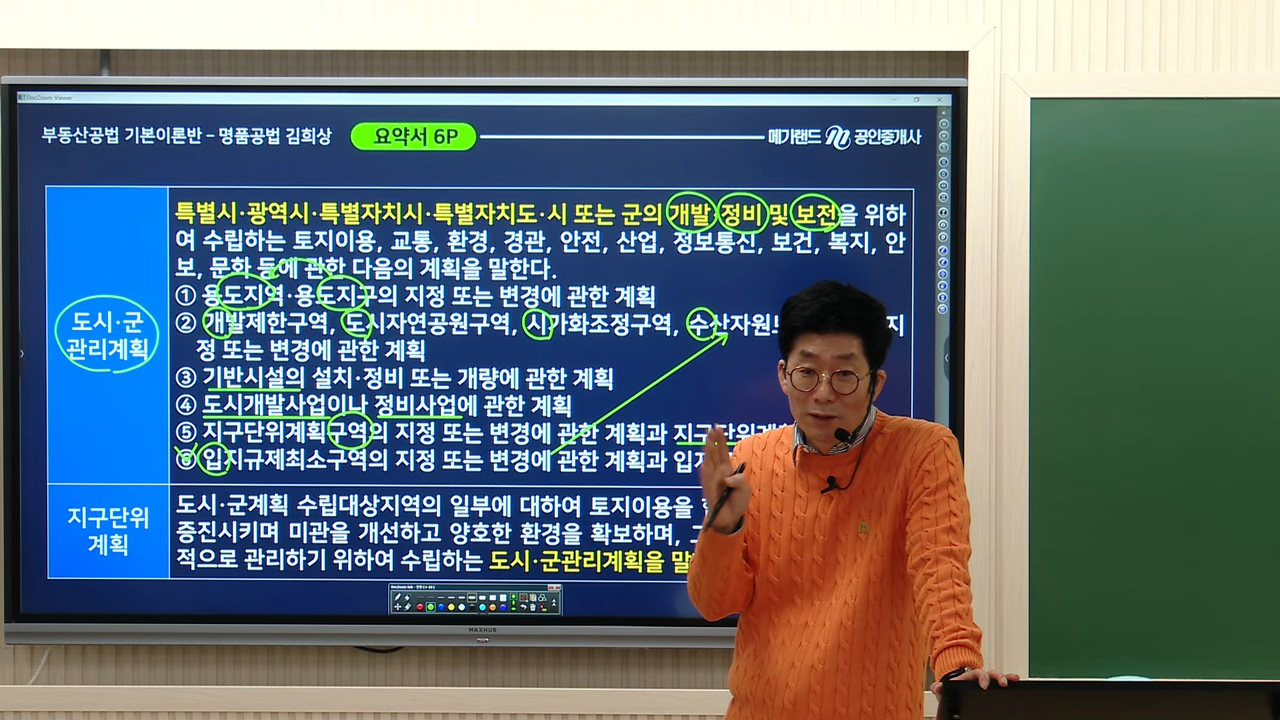 DocZoom Viewer
부동산공법 기본이론반 – 명품공법 김희상
요약서 6P
메가랜드 공인중개사
도시·군
관리계획
특별시·광역시·특별자치시·특별자치도·시 또는 군의 개발 정비 및 보전을 위하
여 수립하는 토지이용, 교통, 환경, 경관, 안전, 산업, 정보통신, 보건, 복지, 안
보, 문화 등에 관한 다음의 계획을 말한다.
① 용도지역·용도지구의 지정 또는 변경에 관한 계획
② 개발제한구역, 도시자연공원구역, 시가화조정구역, 수산자원 지
정 또는 변경에 관한 계획
③ 기반시설의 설치·정비 또는 개량에 관한 계획
④ 도시개발사업이나 정비사업에 관한 계획
⑤ 지구단위계획구역의 지정 또는 변경에 관한 계획과 지구단위
⑥ 입지규제최소구역의 지정 또는 변경에 관한 계획과
지구단위
계획
도시·군계획 수립대상지역의 일부에 대하여 토지이용을
증진시키며 미관을 개선하고 양호한 환경을 확보하며,
적으로 관리하기 위하여 수립하는 도시·군관리계획을
MAXHUB